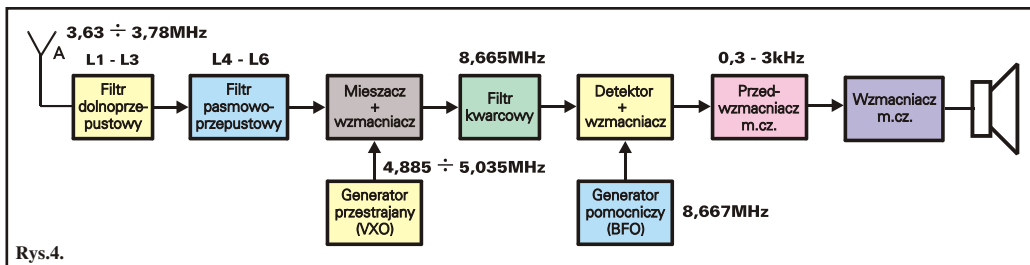 3,63 ÷ 3,78MHz
A
L1 - L3
Filtr
dolnoprze-
pustowy
L4 - L6
Filtr
pasmowo-
przepustowy
Mieszacz
+
wzmacniacz
8,665MHz
Filtr
kwarcowy
Detektor
+
wzmacniacz
0,3 - 3kHz
Przed-
wzmacniacz
m.cz.
Wzmacniacz
m.cz.
4,885 ÷ 5,035MHz
Generator
przestrajany
(VXO)
Generator
pomocniczy
(BFO)
8,667MHz
Rys.4.